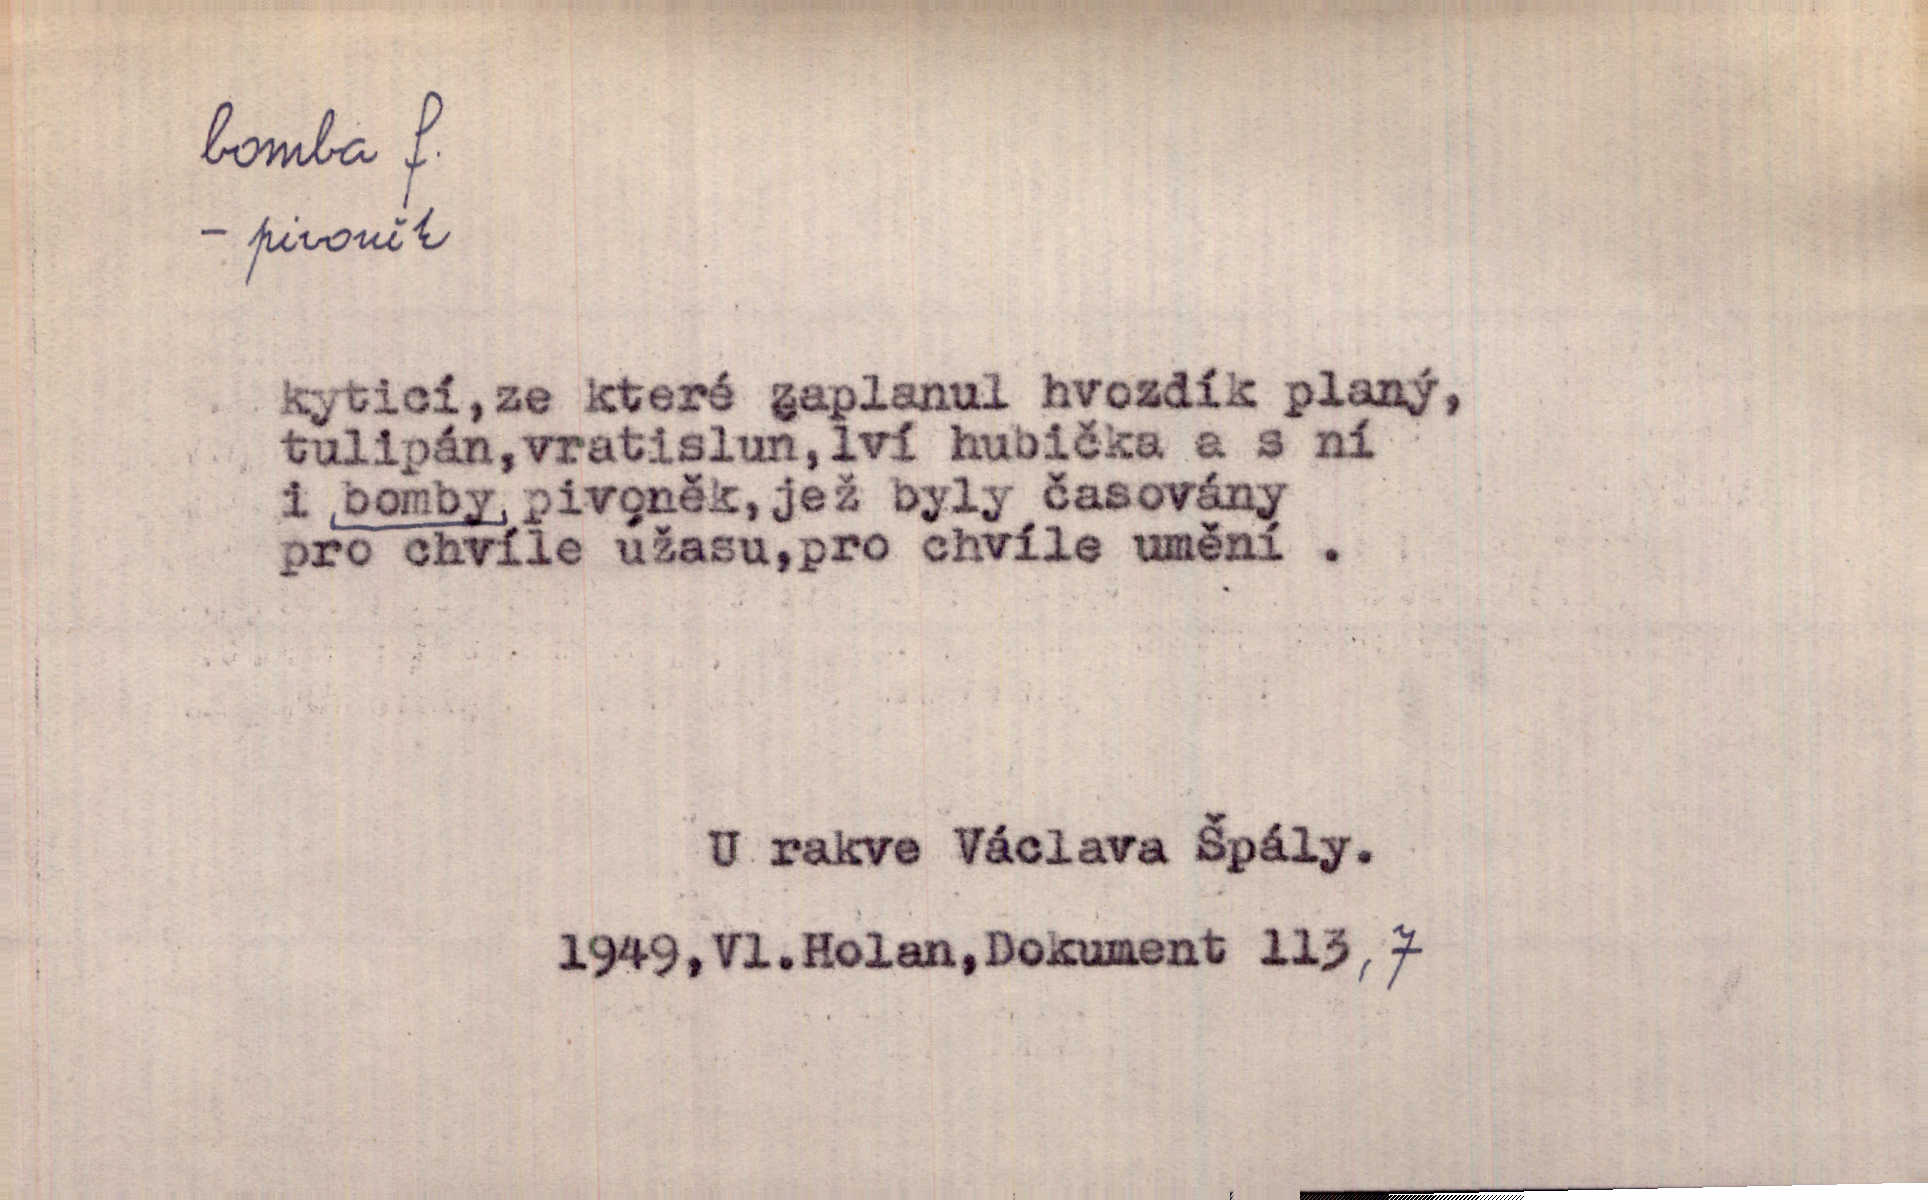 bomba f.
- pivoněk
kyticí,ze které zaplanul hvozdík planý,
tulipán,vratislun,lví hubička a s ní
i bomby pivoněk,jež byly časovány
pro chvíle úžasu,pro chvíle umění .
U rakve Václava Špály.
1949,Vl.Holan,Dokument 113,7